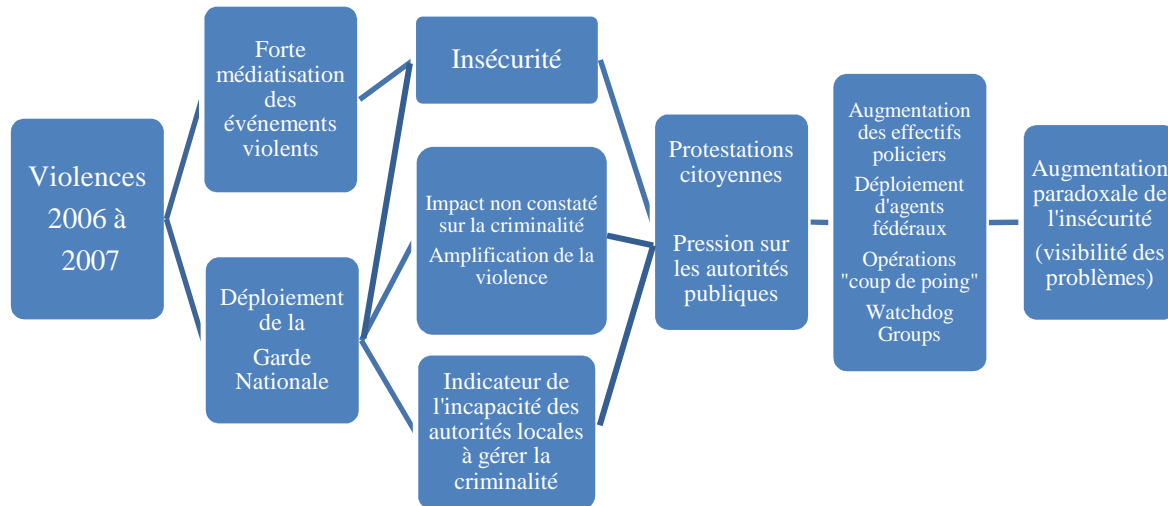 Violences
2006 à
2007
Forte
médiatisation
des
événements
violents
Déploiement
de la
Garde
Nationale
Insécurité
Impact non constaté
sur la criminalité
Amplification de la
violence
Indicateur de
l'incapacité des
autorités locales
à gérer la
criminalité
Protestations
citoyennes
Pression sur
les autorités
publiques
Augmentation
des effectifs
policiers
Déploiement
d'agents
fédéraux
Opérations
"coup de poing"
Watchdog
Groups
Augmentation
paradoxale de
l'insécurité
(visibilité des
problèmes)